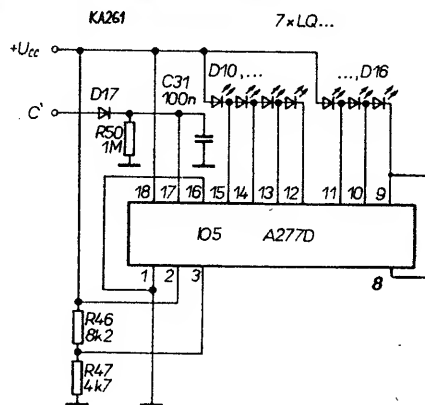 KA261 7×LQ...
+Ucc
D10,... ...,D16
D17 C31
100n
C'
R50
1M
18 17 16 15 14 13 12 11 10 9
IO5 A277D
1 2 3 8
R46
8k2
R47
4k7